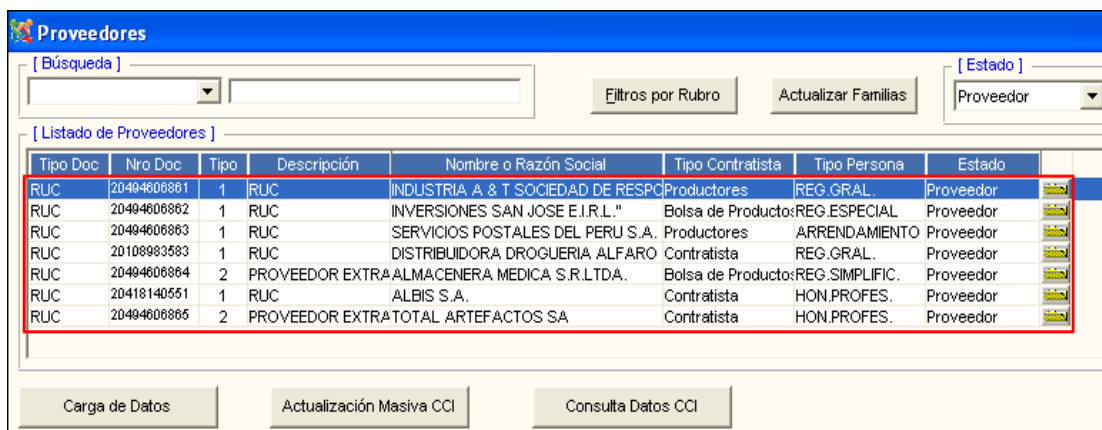 Proveedores
[ Búsqueda ]
[ Estado ]
Filtros por Rubro
Actualizar Familias
Proveedor
[ Listado de Proveedores ]
Tipo Doc Nro Doc Tipo Descripción Nombre o Razón Social Tipo Contratista Tipo Persona Estado
RUC 20494606861 1 RUC INDUSTRIA A & T SOCIEDAD DE RESPO Productores REG.GRAL. Proveedor
RUC 20494606862 1 RUC INVERSIONES SAN JOSE E.I.R.L." Bolsa de Productos REG.ESPECIAL Proveedor
RUC 20494606863 1 RUC SERVICIOS POSTALES DEL PERU S.A. Productores ARRENDAMIENTO Proveedor
RUC 20108983583 1 RUC DISTRIBUIDORA DROGUERIA ALFARO Contratista REG.GRAL. Proveedor
RUC 20494606864 2 PROVEEDOR EXTRA ALMACENERA MEDICA S.R.LTDA. Bolsa de Productos REG.SIMPLIFIC. Proveedor
RUC 20418140551 1 RUC ALBIS S.A. Contratista HON.PROFES. Proveedor
RUC 20494606865 2 PROVEEDOR EXTRA TOTAL ARTEFACTOS SA Contratista HON.PROFES. Proveedor
Carga de Datos
Actualización Masiva CCI
Consulta Datos CCI